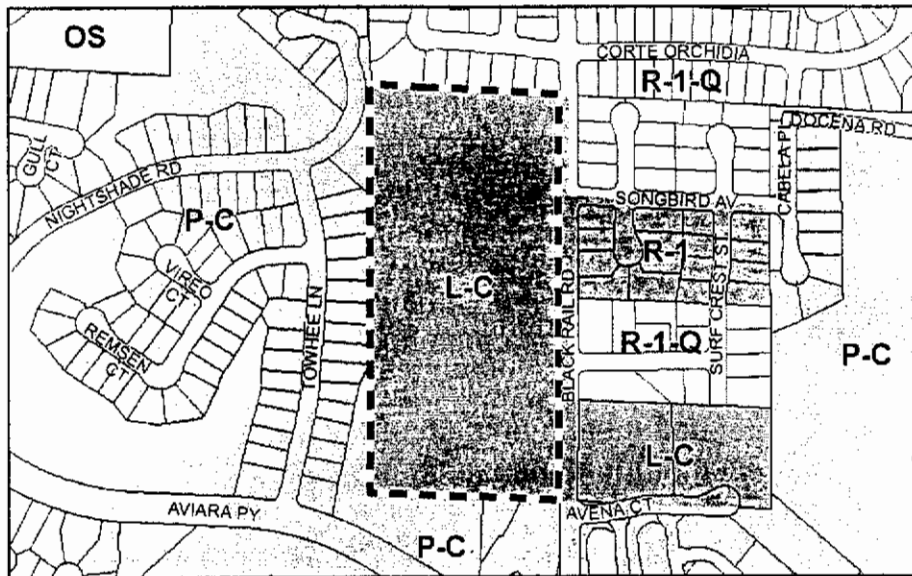 OS
CORTE ORCHIDIA
R-1-Q
DOCENA RD
GULL CT
NIGHTSHADE RD
CABELA PL
SONGBIRD AV
P-C
R-1
VIREO CT
L-C
BLACK RAIL RD
SURF CREST ST
TOWHEE LN
R-1-Q
REMSEN CT
P-C
L-C
AVIARA PY
AVENA CT
P-C